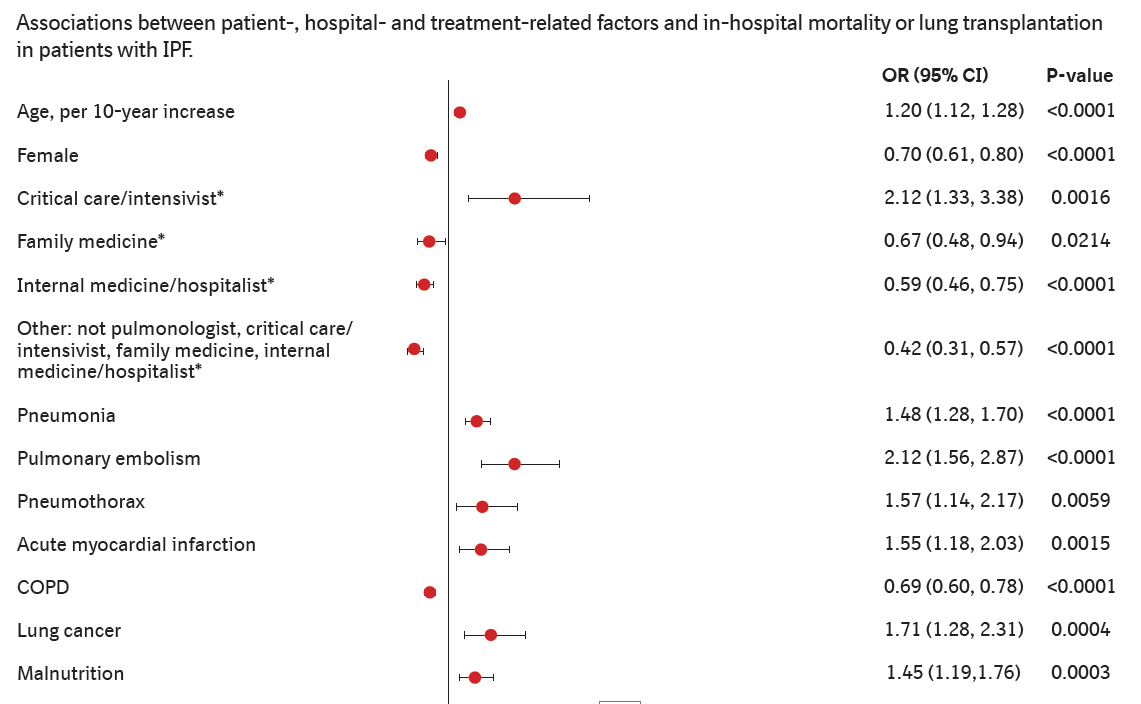 Associations between patient-, hospital- and treatment-related factors and in-hospital mortality or lung transplantation
in patients with IPF.
OR (95% CI) P-value
Age, per 10-year increase 1.20 (1.12, 1.28) <0.0001
Female 0.70 (0.61, 0.80) <0.0001
Critical care/intensivist* 2.12 (1.33, 3.38) 0.0016
Family medicine* 0.67 (0.48, 0.94) 0.0214
Internal medicine/hospitalist* 0.59 (0.46, 0.75) <0.0001
Other: not pulmonologist, critical care/
intensivist, family medicine, internal 0.42 (0.31, 0.57) <0.0001
medicine/hospitalist*
Pneumonia 1.48 (1.28, 1.70) <0.0001
Pulmonary embolism 2.12 (1.56, 2.87) <0.0001
Pneumothorax 1.57 (1.14, 2.17) 0.0059
Acute myocardial infarction 1.55 (1.18, 2.03) 0.0015
COPD 0.69 (0.60, 0.78) <0.0001
Lung cancer 1.71 (1.28, 2.31) 0.0004
Malnutrition 1.45 (1.19,1.76) 0.0003